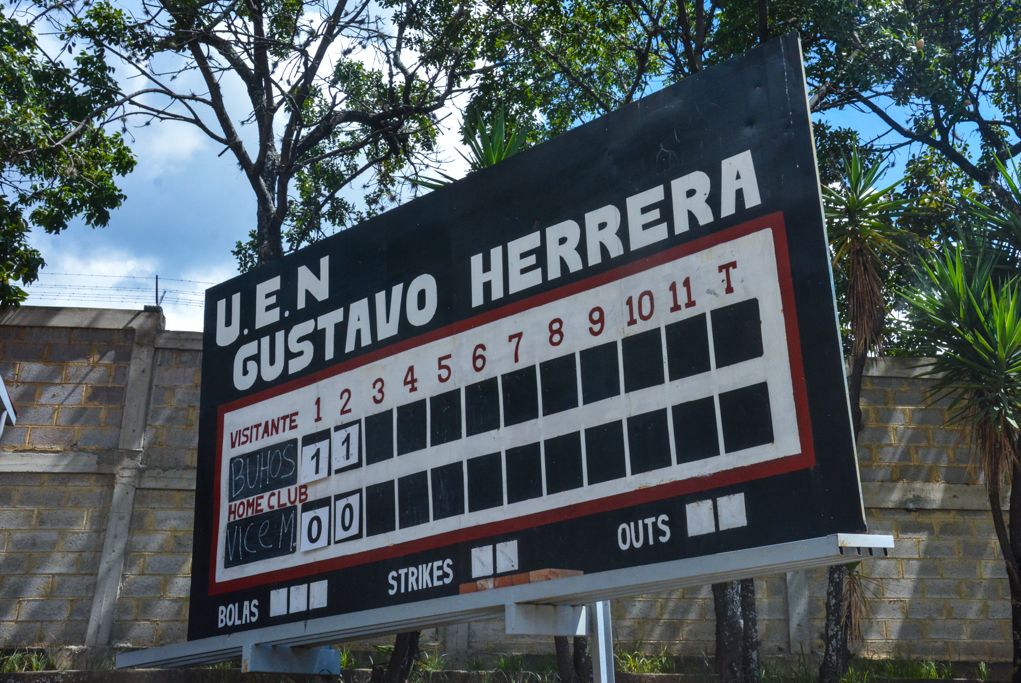 U.E.N
GUSTAVO HERRERA
VISITANTE 1 2 3 4 5 6 7 8 9 10 11 T
BUHOS 1 1
HOME CLUB
VICE M. 0 0
BOLAS STRIKES OUTS